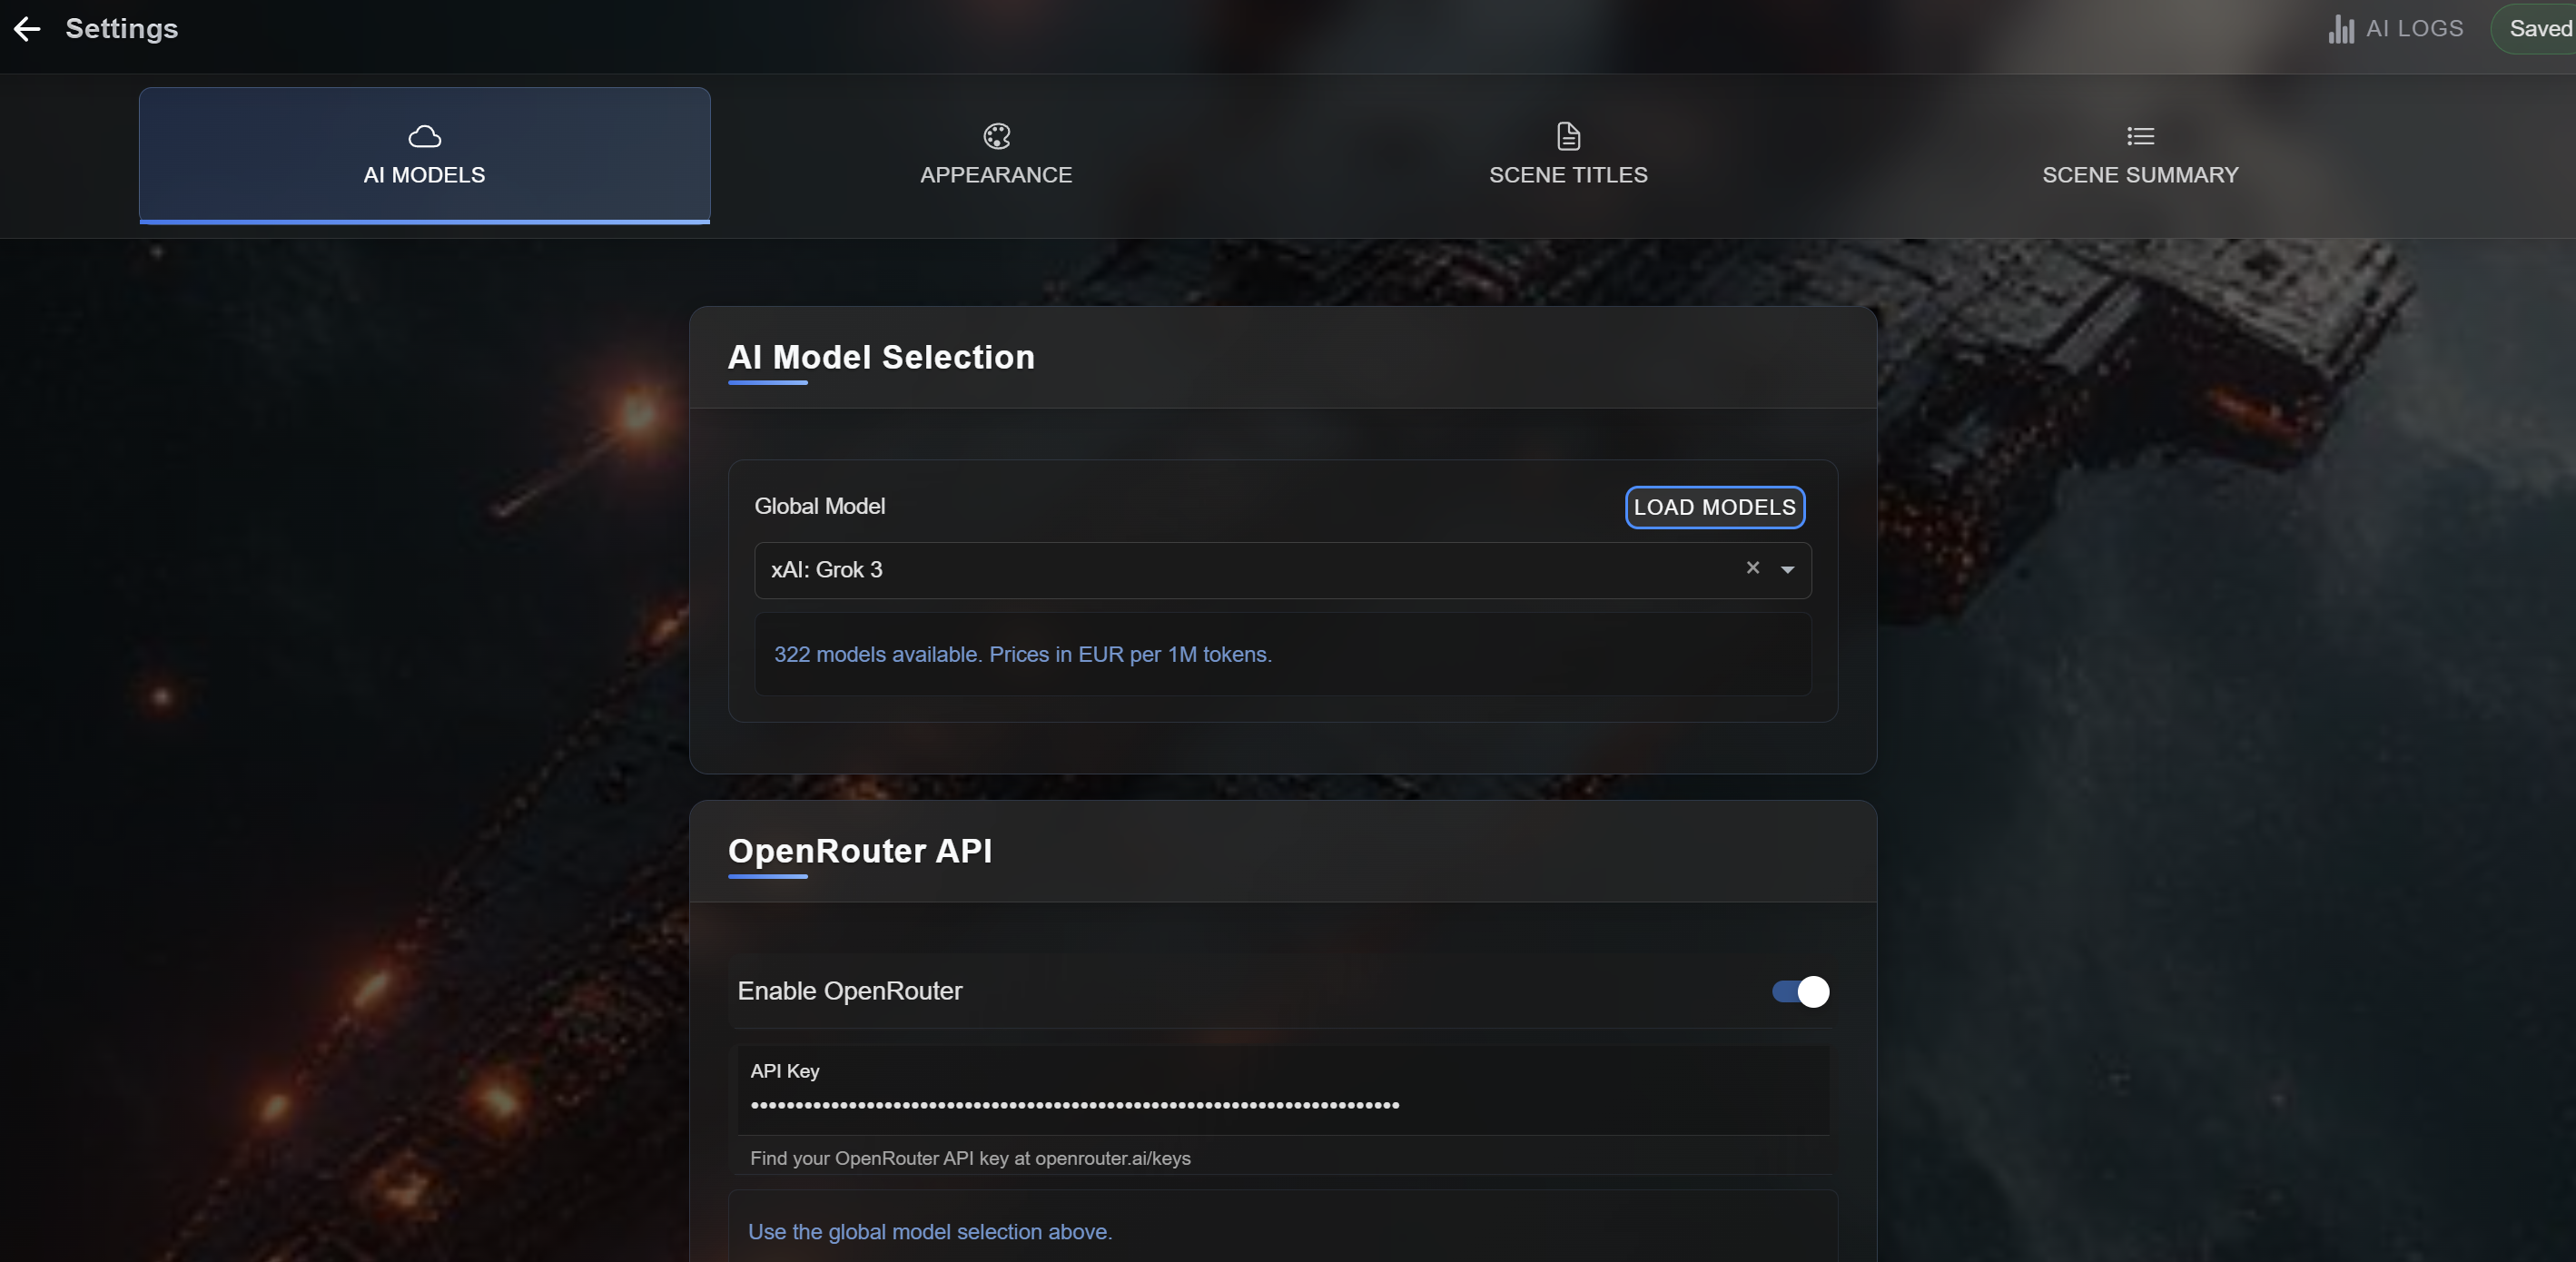 Settings
AI LOGS
Saved
AI MODELS
APPEARANCE
SCENE TITLES
SCENE SUMMARY
AI Model Selection
Global Model
LOAD MODELS
xAI: Grok 3
322 models available. Prices in EUR per 1M tokens.
OpenRouter API
Enable OpenRouter
API Key
Find your OpenRouter API key at openrouter.ai/keys
Use the global model selection above.